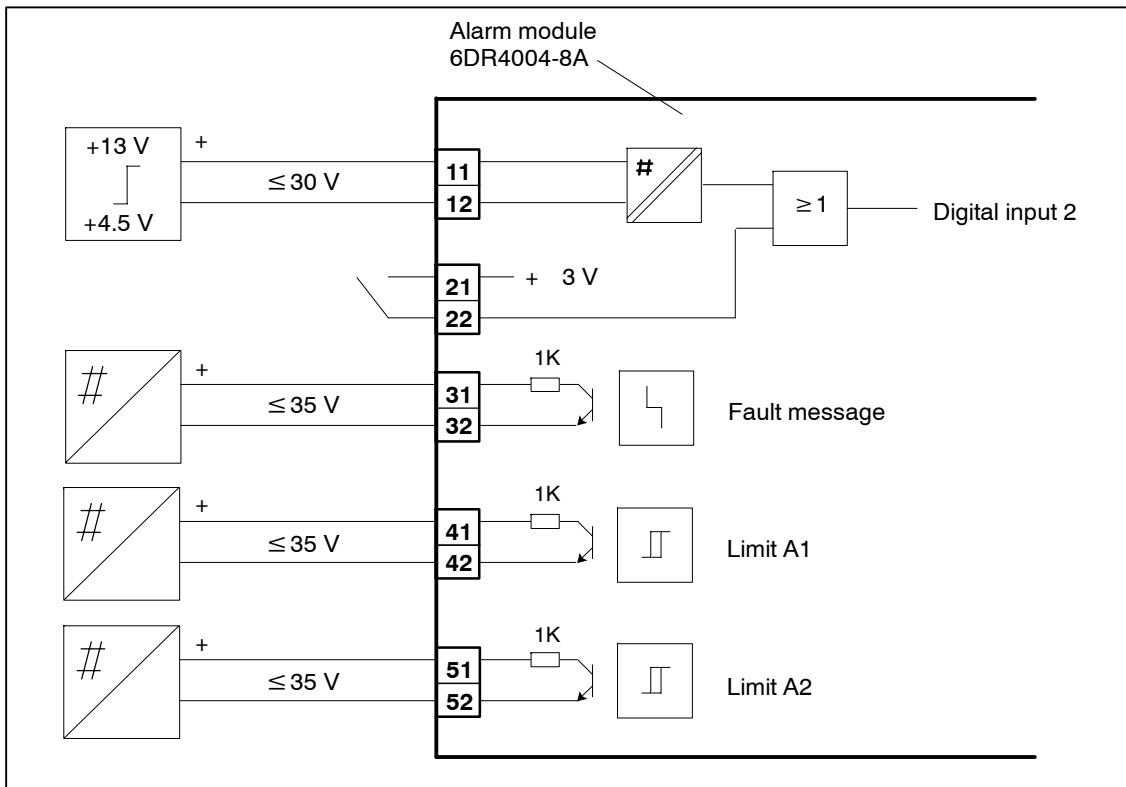 Alarm module
6DR4004-8A
+13 V
+4.5 V
+
≤ 30 V
11
12
#
≥ 1
Digital input 2
21
22
+ 3 V
#
+
≤ 35 V
31
32
1K
Fault message
#
+
≤ 35 V
41
42
1K
Limit A1
#
+
≤ 35 V
51
52
1K
Limit A2